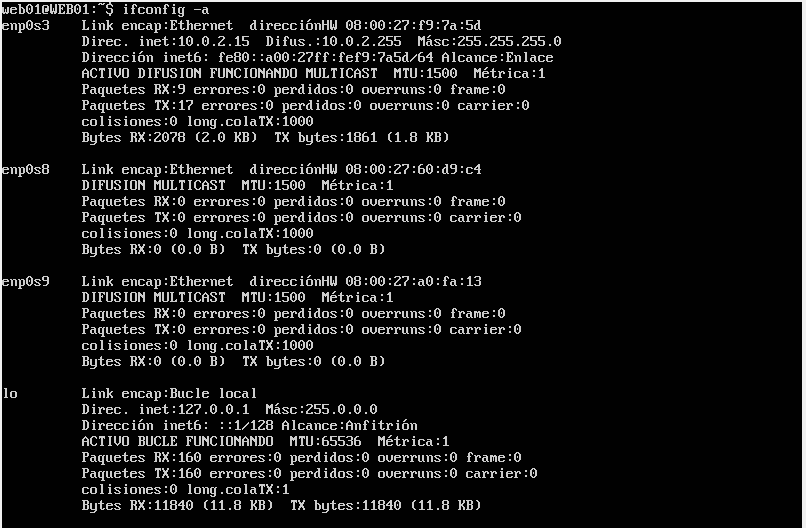 web01@WEB01:~$ ifconfig -a
enp0s3    Link encap:Ethernet  direcciónHW 08:00:27:f9:7a:5d
          Direc. inet:10.0.2.15  Difus.:10.0.2.255  Másc:255.255.255.0
          Dirección inet6: fe80::a00:27ff:fef9:7a5d/64 Alcance:Enlace
          ACTIVO DIFUSION FUNCIONANDO MULTICAST  MTU:1500  Métrica:1
          Paquetes RX:9 errores:0 perdidos:0 overruns:0 frame:0
          Paquetes TX:17 errores:0 perdidos:0 overruns:0 carrier:0
          colisiones:0 long.colaTX:1000
          Bytes RX:2078 (2.0 KB)  TX bytes:1861 (1.8 KB)
enp0s8    Link encap:Ethernet  direcciónHW 08:00:27:60:d9:c4
          DIFUSION MULTICAST  MTU:1500  Métrica:1
          Paquetes RX:0 errores:0 perdidos:0 overruns:0 frame:0
          Paquetes TX:0 errores:0 perdidos:0 overruns:0 carrier:0
          colisiones:0 long.colaTX:1000
          Bytes RX:0 (0.0 B)  TX bytes:0 (0.0 B)
enp0s9    Link encap:Ethernet  direcciónHW 08:00:27:a0:fa:13
          DIFUSION MULTICAST  MTU:1500  Métrica:1
          Paquetes RX:0 errores:0 perdidos:0 overruns:0 frame:0
          Paquetes TX:0 errores:0 perdidos:0 overruns:0 carrier:0
          colisiones:0 long.colaTX:1000
          Bytes RX:0 (0.0 B)  TX bytes:0 (0.0 B)
lo        Link encap:Bucle local
          Direc. inet:127.0.0.1  Másc:255.0.0.0
          Dirección inet6: ::1/128 Alcance:Anfitrión
          ACTIVO BUCLE FUNCIONANDO  MTU:65536  Métrica:1
          Paquetes RX:160 errores:0 perdidos:0 overruns:0 frame:0
          Paquetes TX:160 errores:0 perdidos:0 overruns:0 carrier:0
          colisiones:0 long.colaTX:1
          Bytes RX:11840 (11.8 KB)  TX bytes:11840 (11.8 KB)